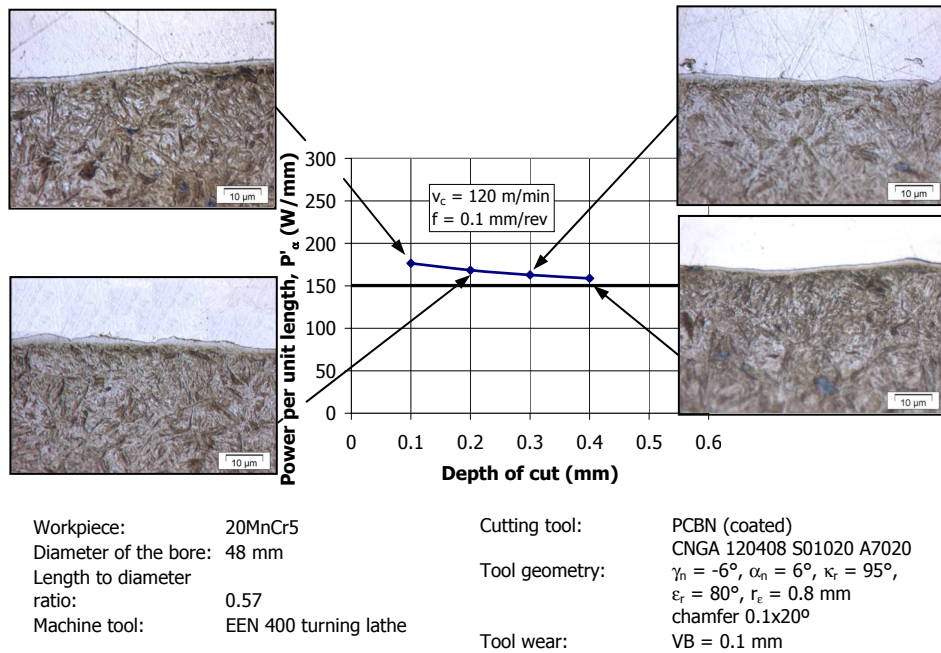 10 µm
10 µm
10 µm
10 µm
Power per unit length, P'α (W/mm)
300
250
200
150
100
50
0
vc = 120 m/min
f = 0.1 mm/rev
0 0.1 0.2 0.3 0.4 0.5 0.6
Depth of cut (mm)
Workpiece: 20MnCr5
Diameter of the bore: 48 mm
Length to diameter
ratio: 0.57
Machine tool: EEN 400 turning lathe
Cutting tool: PCBN (coated)
CNGA 120408 S01020 A7020
Tool geometry: γn = -6°, αn = 6°, κr = 95°,
εr = 80°, rε = 0.8 mm
chamfer 0.1x20º
Tool wear: VB = 0.1 mm